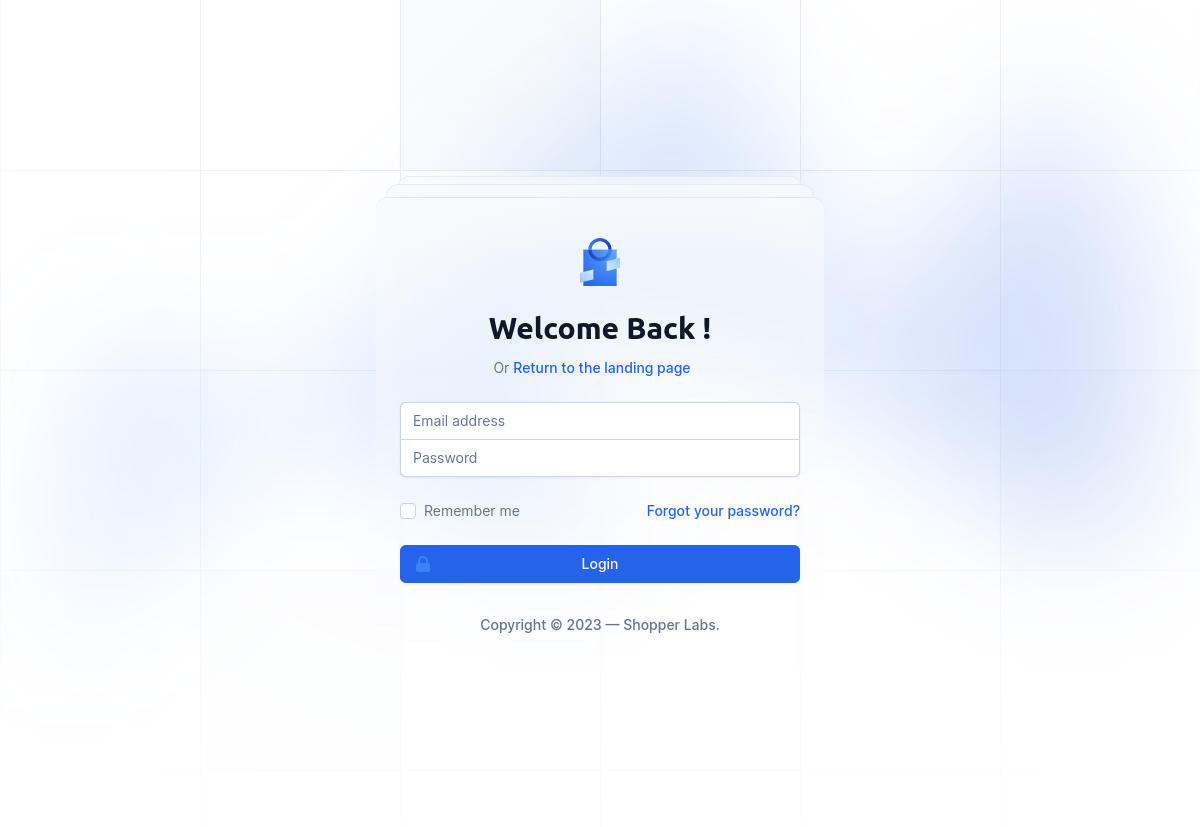 Welcome Back !
Or Return to the landing page
Email address
Password
Remember me
Forgot your password?
Login
Copyright © 2023 — Shopper Labs.